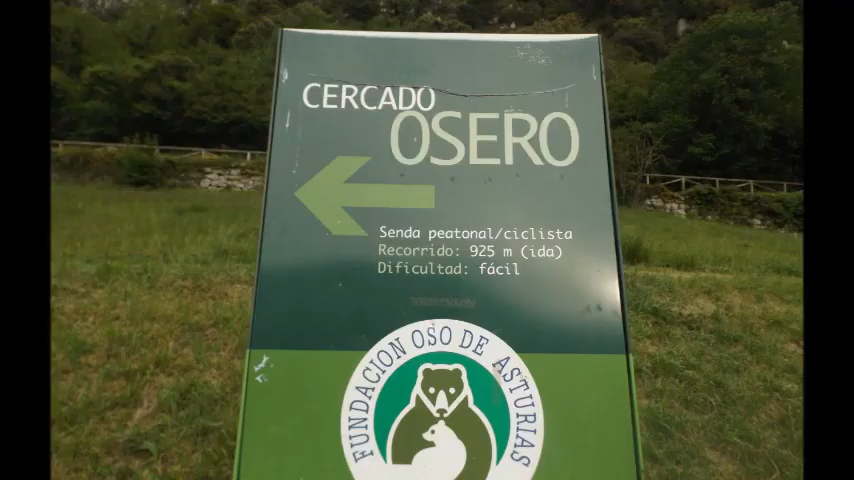 CERCADO
OSERO
Senda peatonal/ciclista
Recorrido: 925 m (ida)
Dificultad: fácil
FUNDACION OSO DE ASTURIAS